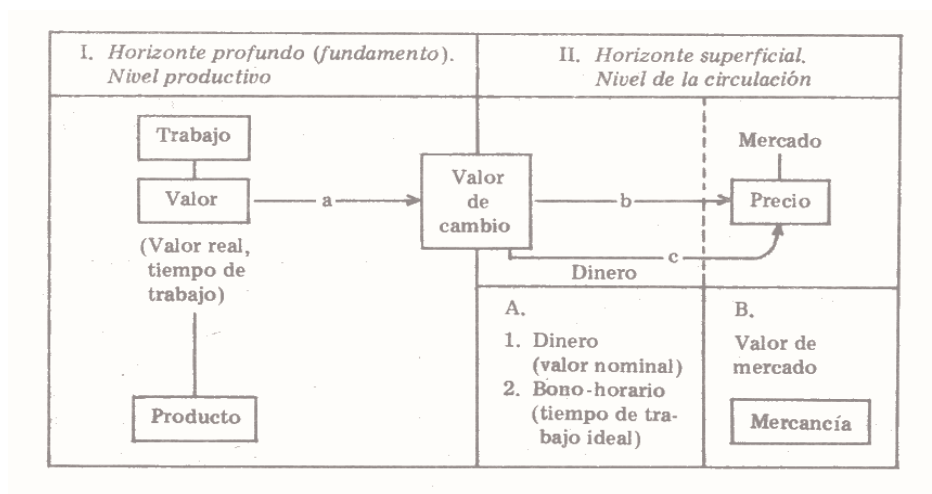 I. Horizonte profundo (fundamento).
Nivel productivo
II. Horizonte superficial.
Nivel de la circulación
Trabajo
Valor
(Valor real,
tiempo de
trabajo)
Producto
a
Valor
de
cambio
b
c
Dinero
Mercado
Precio
A.
1. Dinero
(valor nominal)
2. Bono-horario
(tiempo de tra-
bajo ideal)
B.
Valor de
mercado
Mercancía